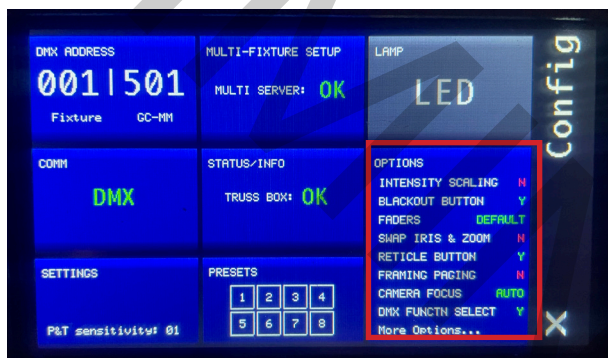 DMX ADDRESS
001|501
Fixture GC-MM
MULTI-FIXTURE SETUP
MULTI SERVER: OK
LAMP
LED
Config
COMM
DMX
STATUS/INFO
TRUSS BOX: OK
OPTIONS
INTENSITY SCALING N
BLACKOUT BUTTON Y
FADERS DEFAULT
SWAP IRIS & ZOOM N
RETICLE BUTTON Y
FRAMING PAGING N
CAMERA FOCUS AUTO
DMX FUNCTN SELECT Y
More Options...
SETTINGS
P&T sensitivity: 01
PRESETS
1 2 3 4
5 6 7 8
X